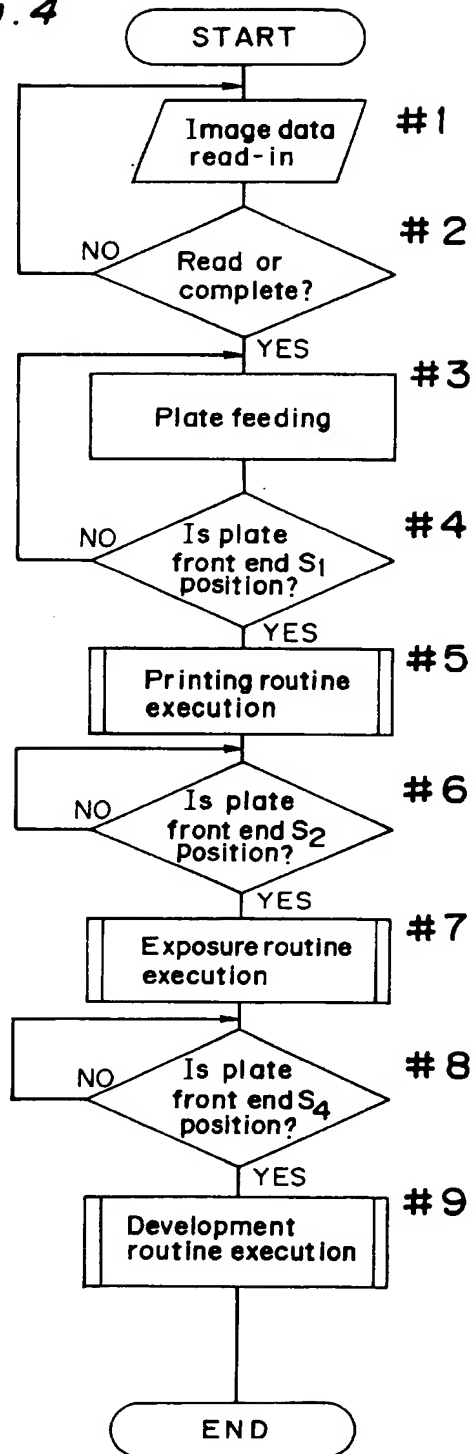 .4
START
Image data
read-in
#1
#2
NO
Read or
complete?
YES
#3
Plate feeding
#4
NO
Is plate
front end S1
position?
YES
#5
Printing routine
execution
#6
NO
Is plate
front end S2
Position?
YES
#7
Exposure routine
execution
#8
NO
Is plate
front end S4
position?
YES
#9
Development
routine execution
END